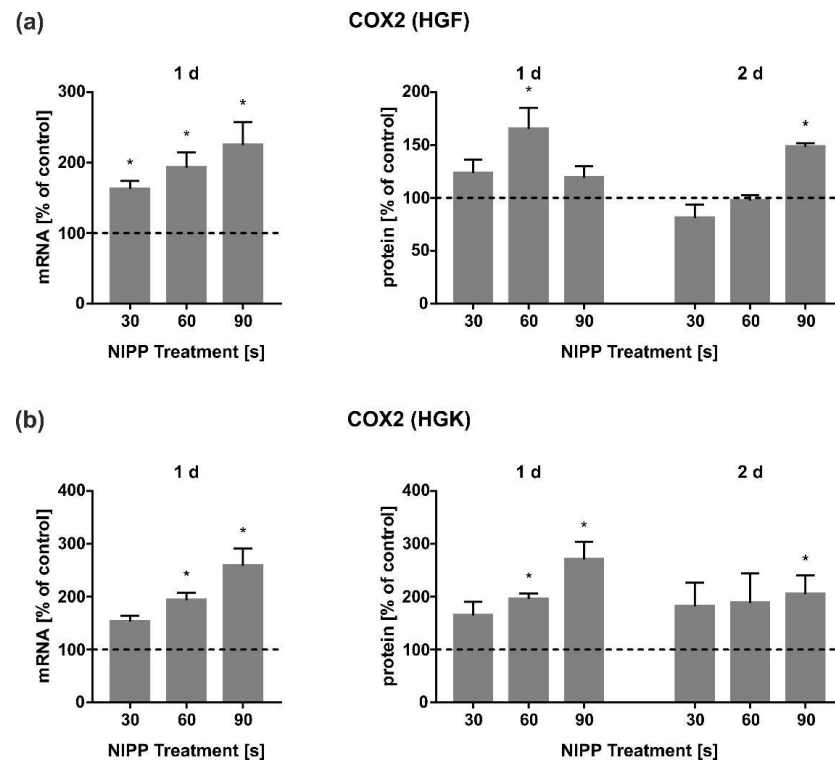 (a) COX2 (HGF)
1 d
mRNA [% of control]
300
200
100
0
* * *
30 60 90
NIPP Treatment [s]
1 d 2 d
protein [% of control]
200
150
100
50
0
* *
30 60 90 30 60 90
NIPP Treatment [s]
(b) COX2 (HGK)
1 d
mRNA [% of control]
400
300
200
100
0
* *
30 60 90
NIPP Treatment [s]
1 d 2 d
protein [% of control]
400
300
200
100
0
* * *
30 60 90 30 60 90
NIPP Treatment [s]